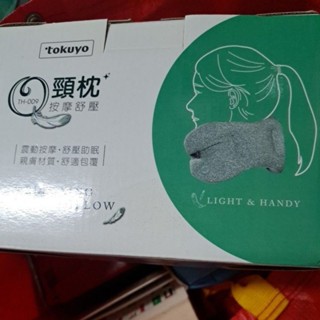 tokuyo
Q頸枕
TH-009
按摩舒壓
震動按摩・舒壓助眠
親膚材質・舒適包覆
LOW
LIGHT & HANDY